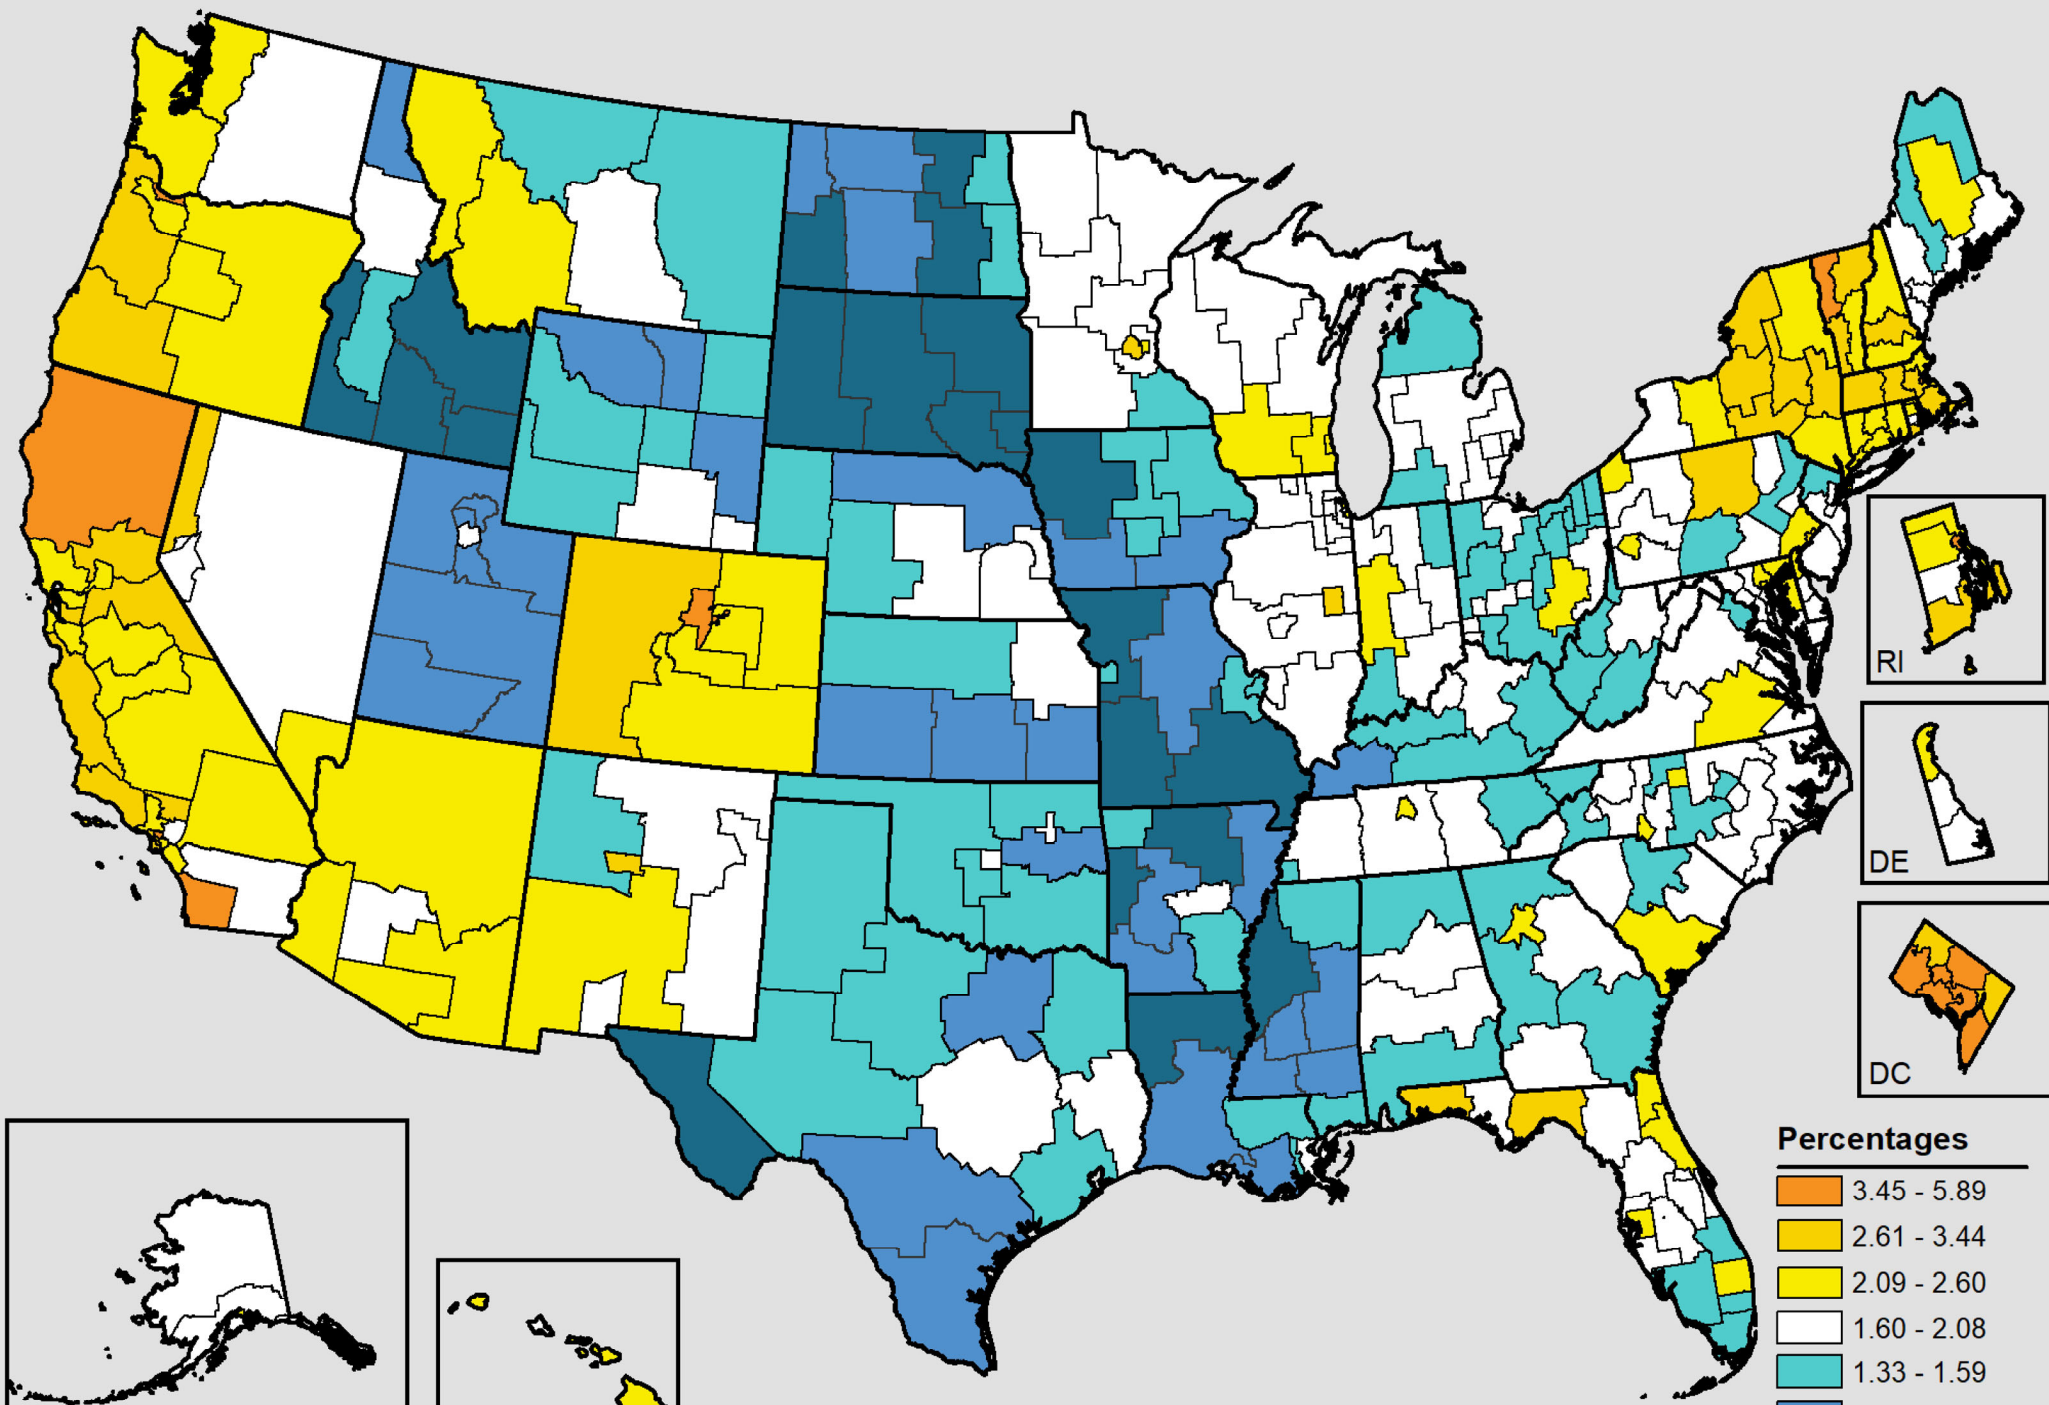 RI
DE
DC
Percentages
3.45 - 5.89
2.61 - 3.44
2.09 - 2.60
1.60 - 2.08
1.33 - 1.59